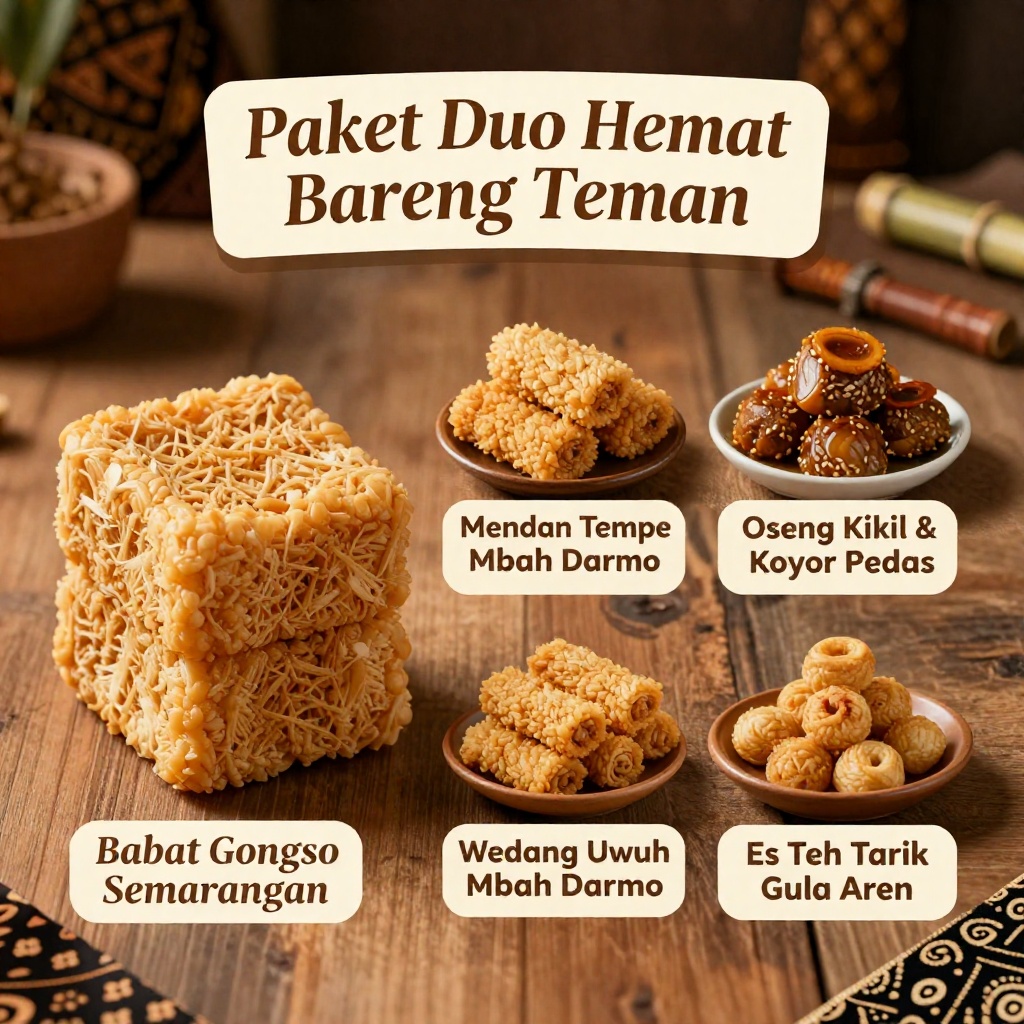 Paket Duo Hemat
Bareng Teman
Mendan Tempe
Mbah Darmo
Oseng Kikil &
Koyor Pedas
Babat Gongso
Semarangan
Wedang Uwuh
Mbah Darmo
Es Teh Tarik
Gula Aren